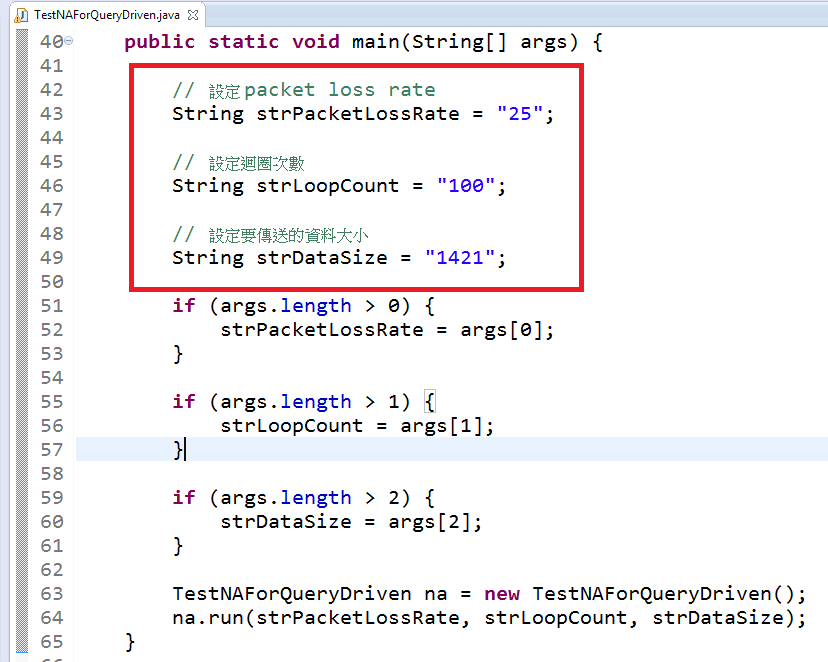 TestNAForQueryDriven.java
40 public static void main(String[] args) {
41
42 // 設定packet loss rate
43 String strPacketLossRate = "25";
44
45 // 設定迴圈次數
46 String strLoopCount = "100";
47
48 // 設定要傳送的資料大小
49 String strDataSize = "1421";
50
51 if (args.length > 0) {
52 strPacketLossRate = args[0];
53 }
54
55 if (args.length > 1) {
56 strLoopCount = args[1];
57 }
58
59 if (args.length > 2) {
60 strDataSize = args[2];
61 }
62
63 TestNAForQueryDriven na = new TestNAForQueryDriven();
64 na.run(strPacketLossRate, strLoopCount, strDataSize);
65 }